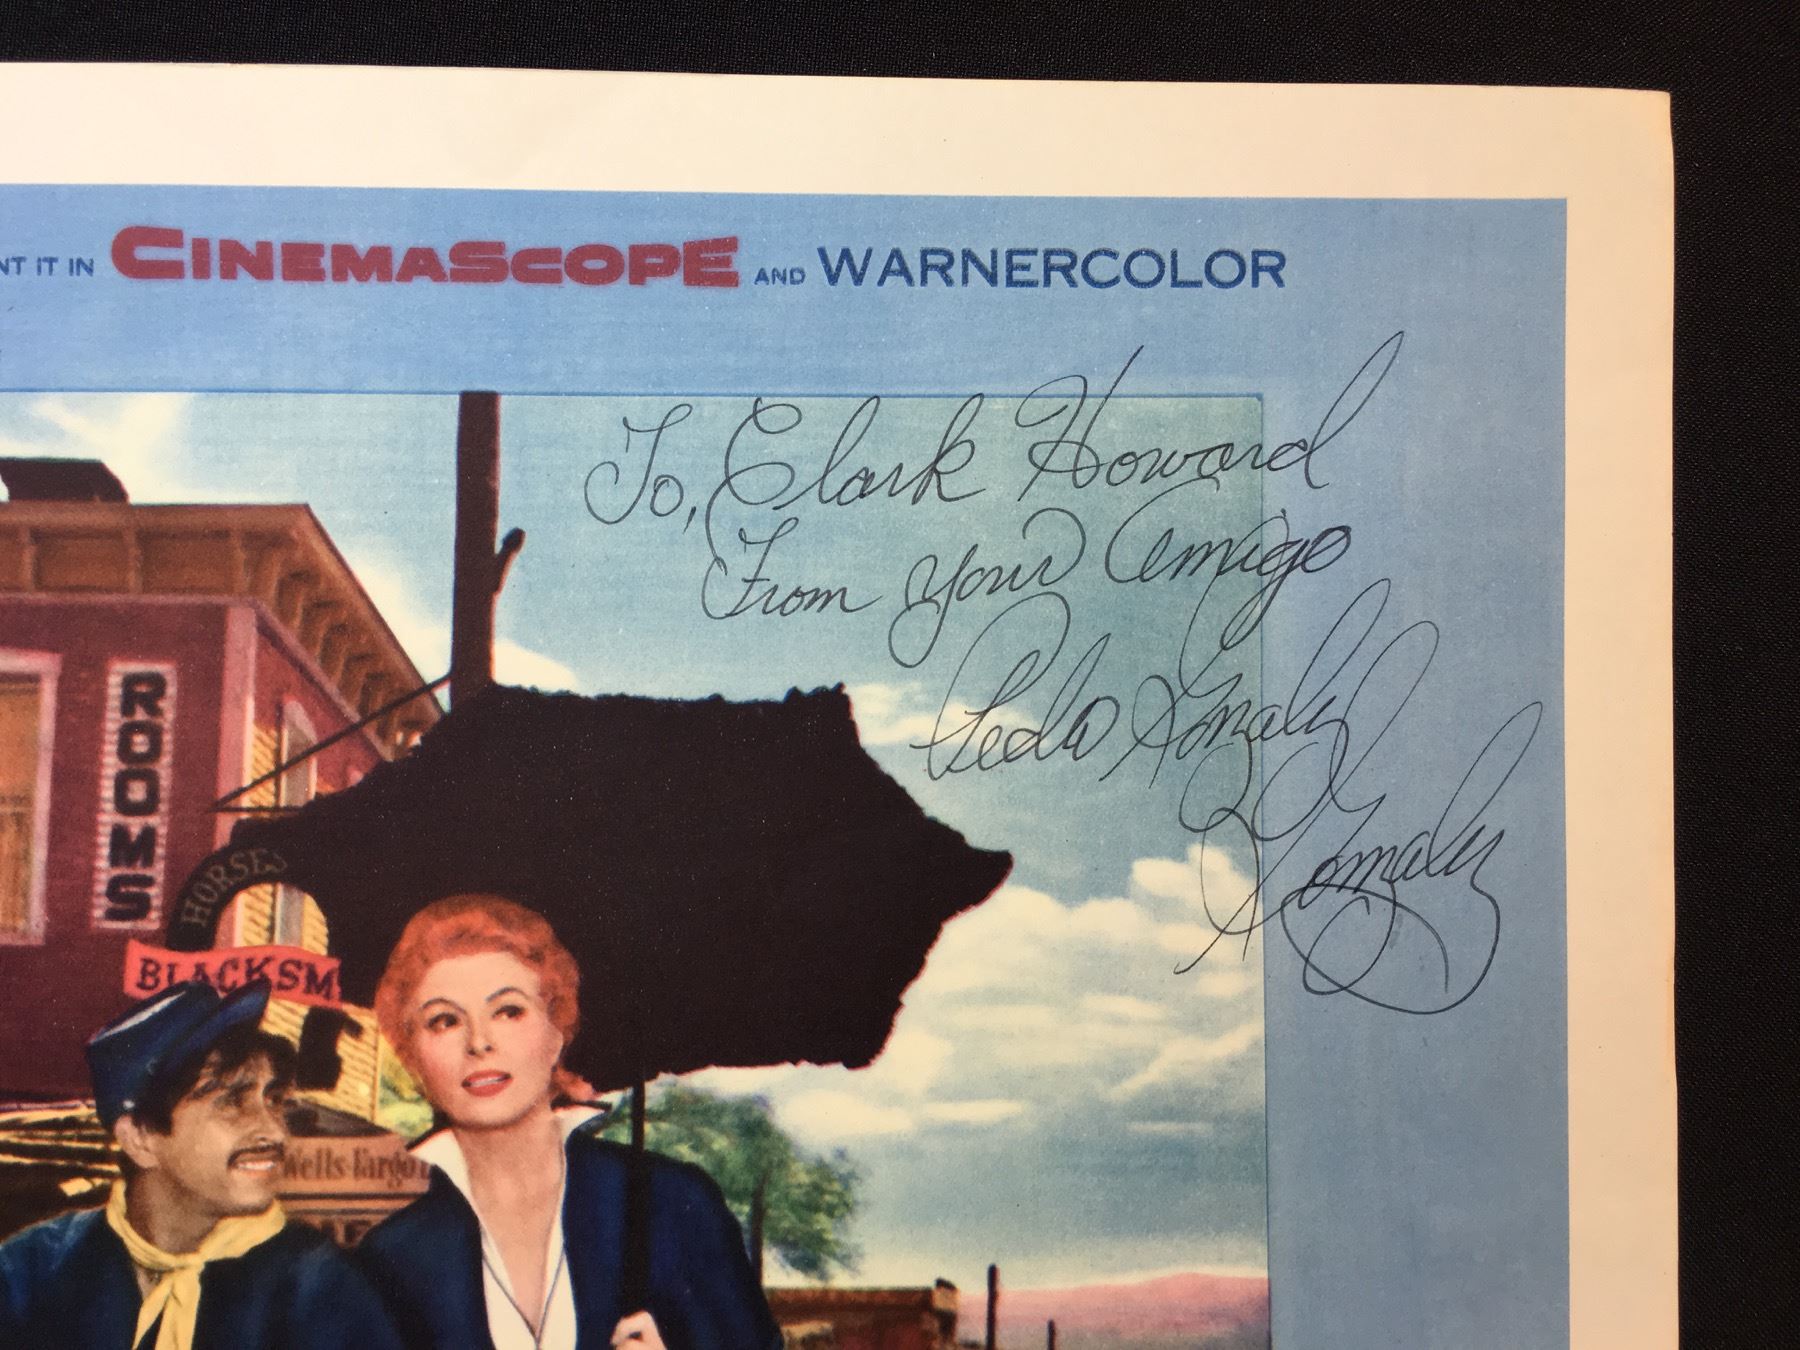 NT IT IN CINEMASCOPE AND WARNERCOLOR
To, Clark Howard
From your Amigo
Pedro Gonzalez
Gonzalez
ROOMS
HORSES
BLACKSM
Wells Fargo